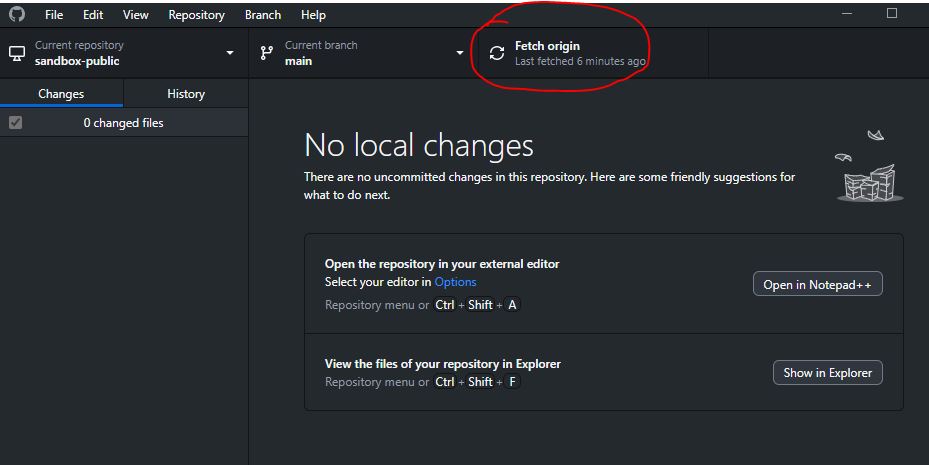 File Edit View Repository Branch Help
Current repository
sandbox-public
Current branch
main
Fetch origin
Last fetched 6 minutes ago
Changes History
0 changed files
No local changes
There are no uncommitted changes in this repository. Here are some friendly suggestions for
what to do next.
Open the repository in your external editor
Select your editor in Options
Repository menu or Ctrl + Shift + A
Open in Notepad++
View the files of your repository in Explorer
Repository menu or Ctrl + Shift + F
Show in Explorer